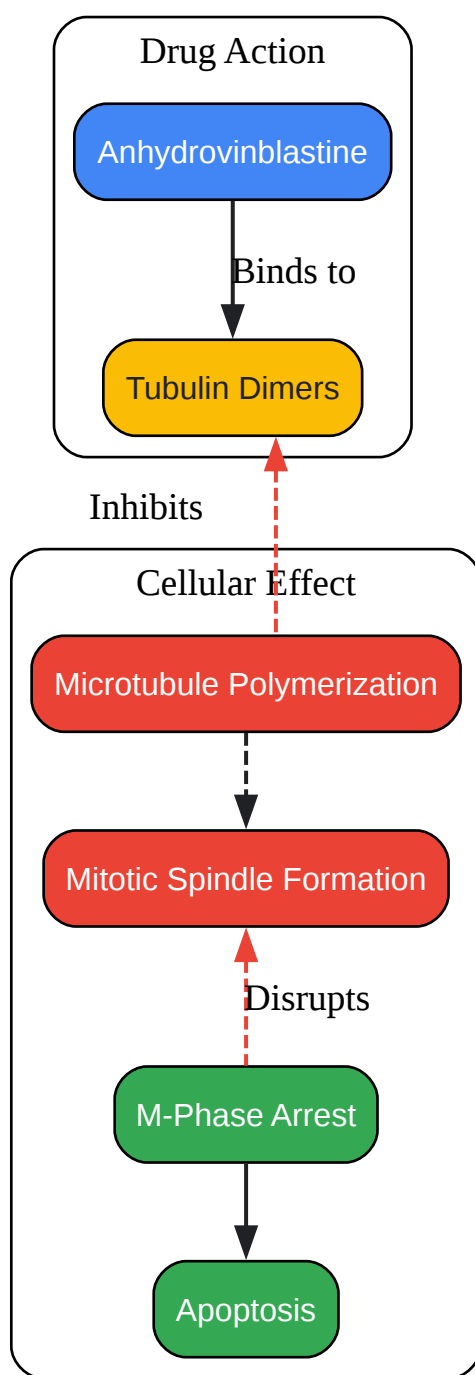 Drug Action
Anhydrovinblastine
Binds to
Tubulin Dimers
Inhibits
Cellular Effect
Microtubule Polymerization
Mitotic Spindle Formation
Disrupts
M-Phase Arrest
Apoptosis